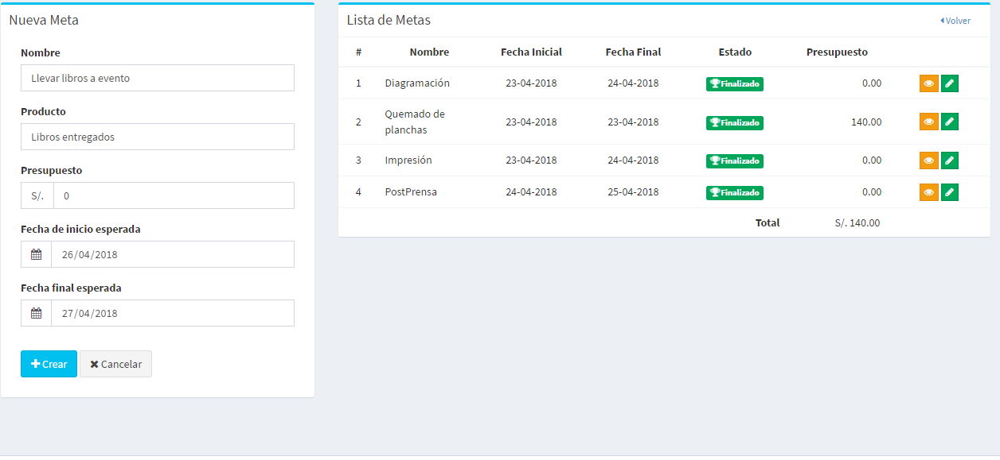 Nueva Meta
Nombre
Llevar libros a evento
Producto
Libros entregados
Presupuesto
S/. 0
Fecha de inicio esperada
26/04/2018
Fecha final esperada
27/04/2018
Crear Cancelar
Lista de Metas Volver
# Nombre Fecha Inicial Fecha Final Estado Presupuesto
1 Diagramación 23-04-2018 24-04-2018 Finalizado 0.00
2 Quemado de planchas 23-04-2018 23-04-2018 Finalizado 140.00
3 Impresión 23-04-2018 24-04-2018 Finalizado 0.00
4 PostPrensa 24-04-2018 25-04-2018 Finalizado 0.00
Total S/. 140.00